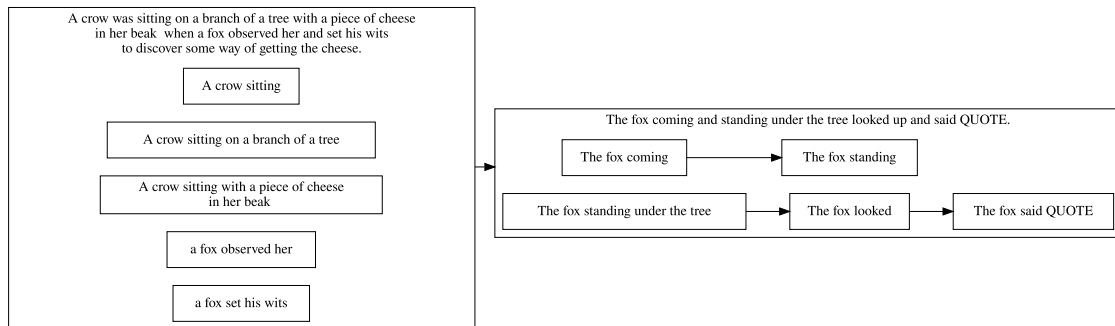 A crow was sitting on a branch of a tree with a piece of cheese
in her beak  when a fox observed her and set his wits
to discover some way of getting the cheese.
A crow sitting
A crow sitting on a branch of a tree
A crow sitting with a piece of cheese
in her beak
a fox observed her
a fox set his wits
The fox coming and standing under the tree looked up and said QUOTE.
The fox coming
The fox standing
The fox standing under the tree
The fox looked
The fox said QUOTE